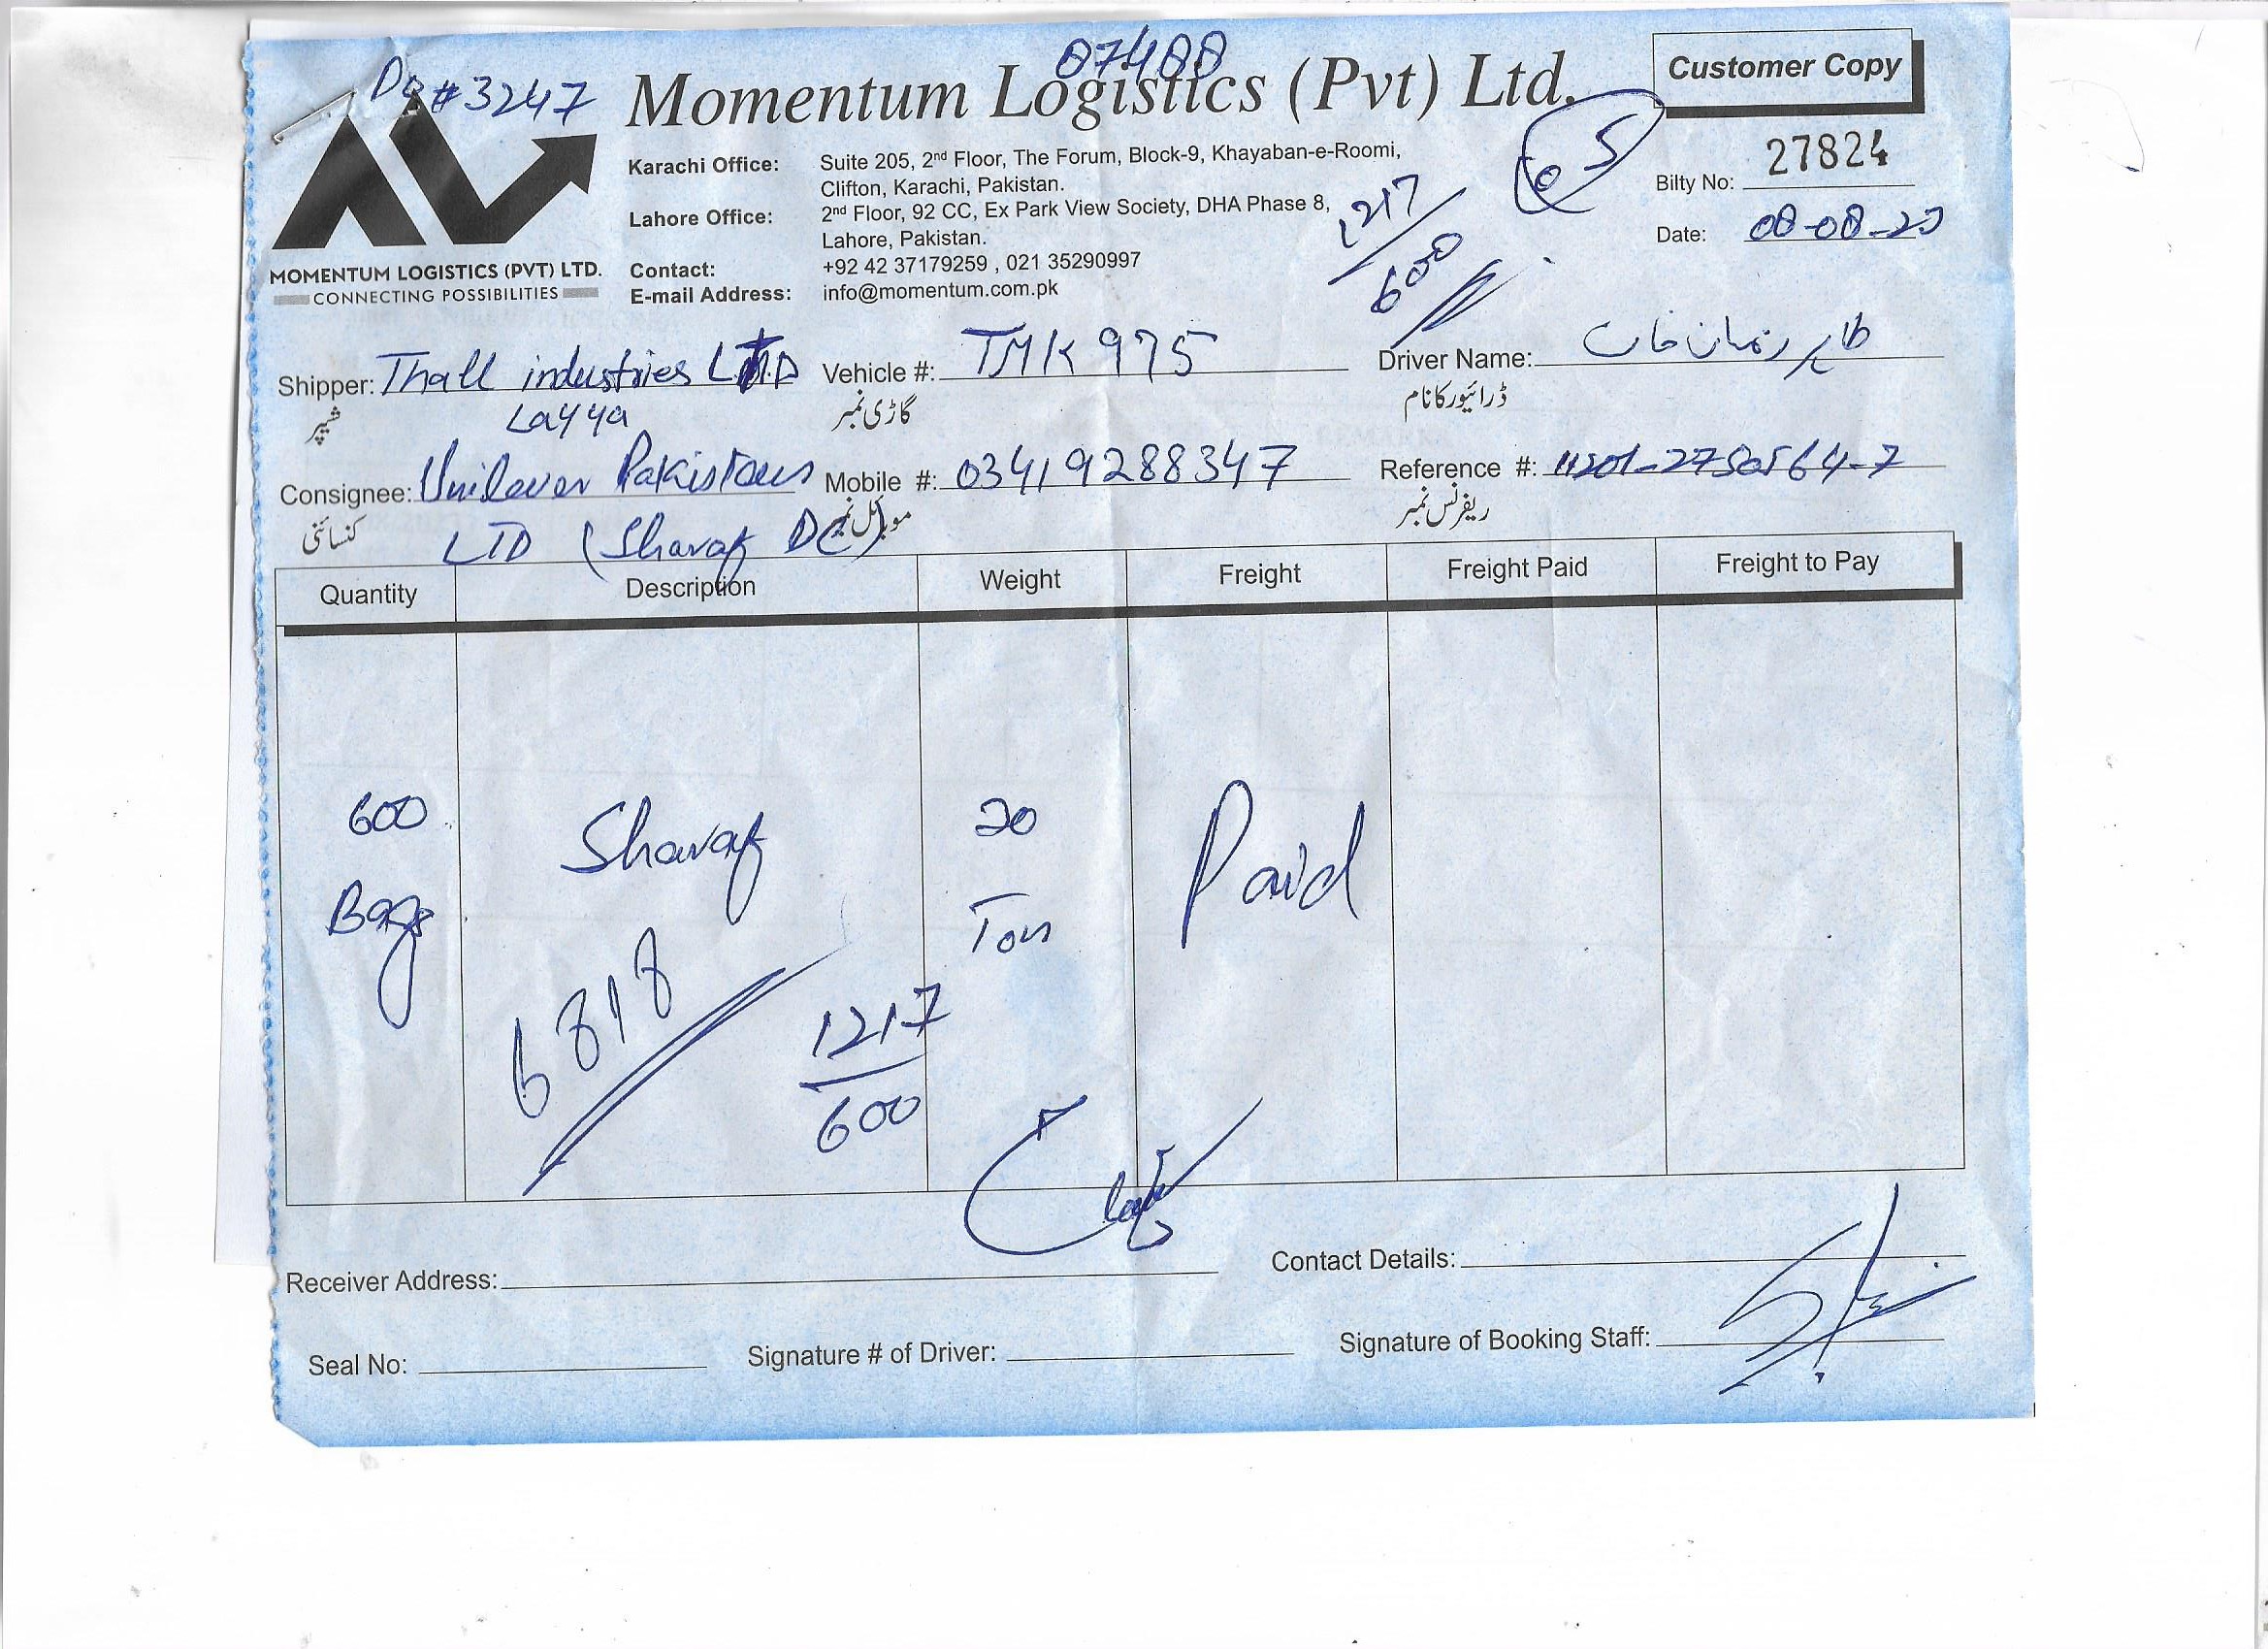 Customer Copy
07400
D8#3247
Momentum Logistics (Pvt) Ltd.
Karachi Office: Suite 205, 2nd Floor, The Forum, Block-9, Khayaban-e-Roomi,
Clifton, Karachi, Pakistan.
Lahore Office: 2nd Floor, 92 CC, Ex Park View Society, DHA Phase 8,
Lahore, Pakistan.
Contact: +92 42 37179259 , 021 35290997
E-mail Address: info@momentum.com.pk
MOMENTUM LOGISTICS (PVT) LTD.
CONNECTING POSSIBILITIES
1217
600
Bilty No: 27824
Date: 08-08-23
Shipper: Thall industries LTD
Layya
شیپر
Vehicle #: TMK 975
گاڑی نمبر
Driver Name: زمان خان
ڈرائیور کا نام
Consignee: Unilever Pakistan
LTD (Sharaf DC)
کنسائنی
Mobile #: 03419288347
موبائل نمبر
Reference #: 11201-2750564-7
ریفرنس نمبر
Quantity Description Weight Freight Freight Paid Freight to Pay
600 Sharaf 20 Paid
Bags Ton
6818
1217
600
Receiver Address:
Contact Details:
Seal No:
Signature # of Driver:
Signature of Booking Staff: